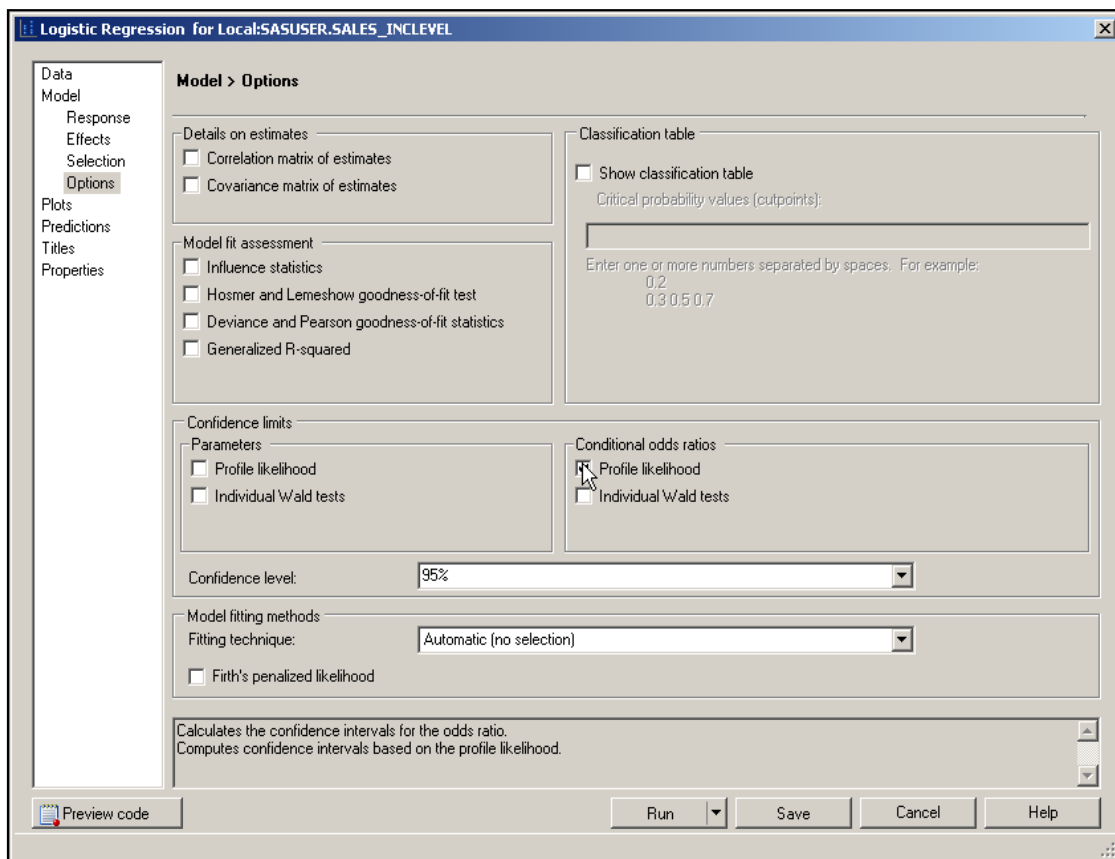 Logistic Regression for Local:SASUSER.SALES_INCLEVEL
Data
Model
Response
Effects
Selection
Options
Plots
Predictions
Titles
Properties
Model > Options
Details on estimates
Correlation matrix of estimates
Covariance matrix of estimates
Model fit assessment
Influence statistics
Hosmer and Lemeshow goodness-of-fit test
Deviance and Pearson goodness-of-fit statistics
Generalized R-squared
Classification table
Show classification table
Critical probability values (cutpoints):
Enter one or more numbers separated by spaces. For example:
0.2
0.3 0.5 0.7
Confidence limits
Parameters
Profile likelihood
Individual Wald tests
Conditional odds ratios
Profile likelihood
Individual Wald tests
Confidence level:
95%
Model fitting methods
Fitting technique:
Automatic (no selection)
Firth's penalized likelihood
Calculates the confidence intervals for the odds ratio.
Computes confidence intervals based on the profile likelihood.
Preview code
Run
Save
Cancel
Help